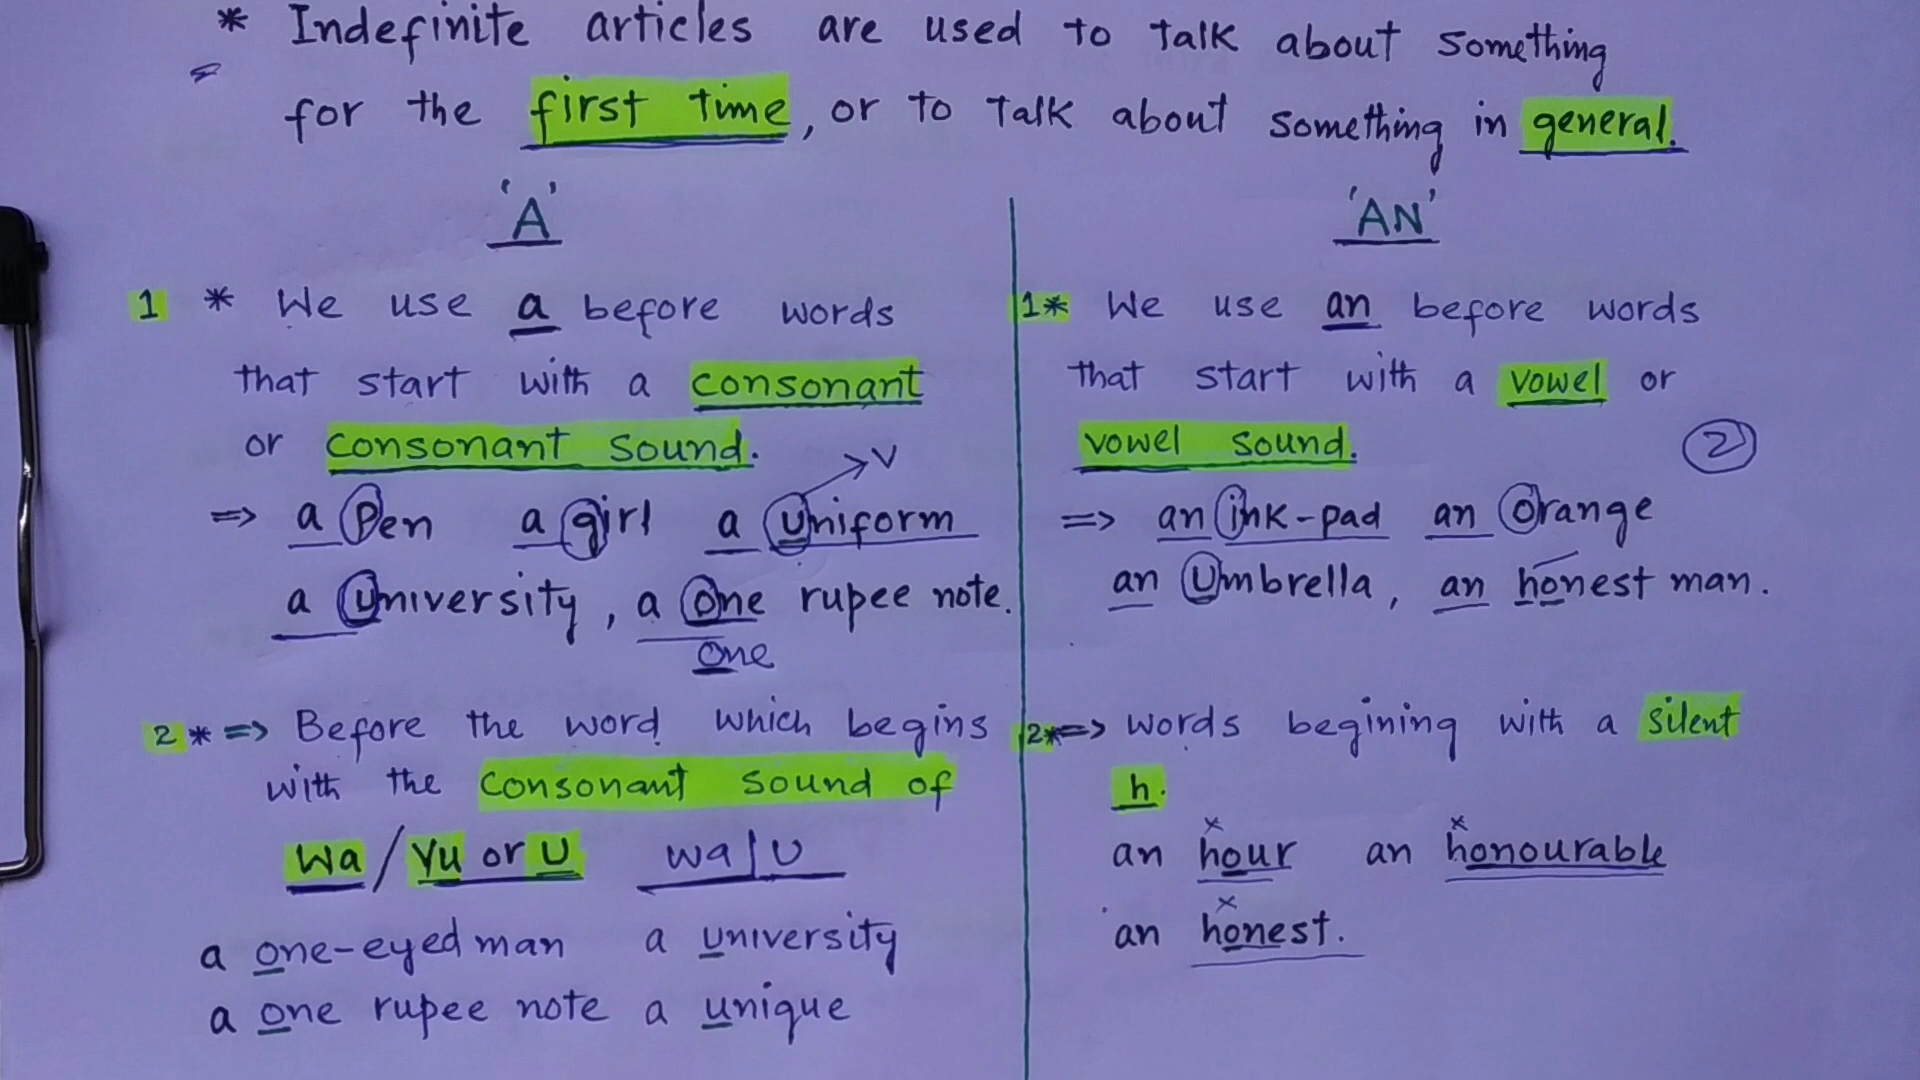 * Indefinite articles are used to talk about something
for the first time, or to talk about something in general.
'A'
1 * We use a before words
that start with a consonant
or consonant sound.
V
=> a Pen a girl a uniform
a University, a one rupee note.
one
2 * => Before the word which begins
with the consonant sound of
Wa / Yu or U wa | U
a one-eyed man a university
a one rupee note a unique
'AN'
1* We use an before words
that start with a vowel or
vowel sound.
2
=> an ink-pad an orange
an Umbrella, an honest man.
2*=> words begining with a silent
h.
an hour an honourable
an honest.